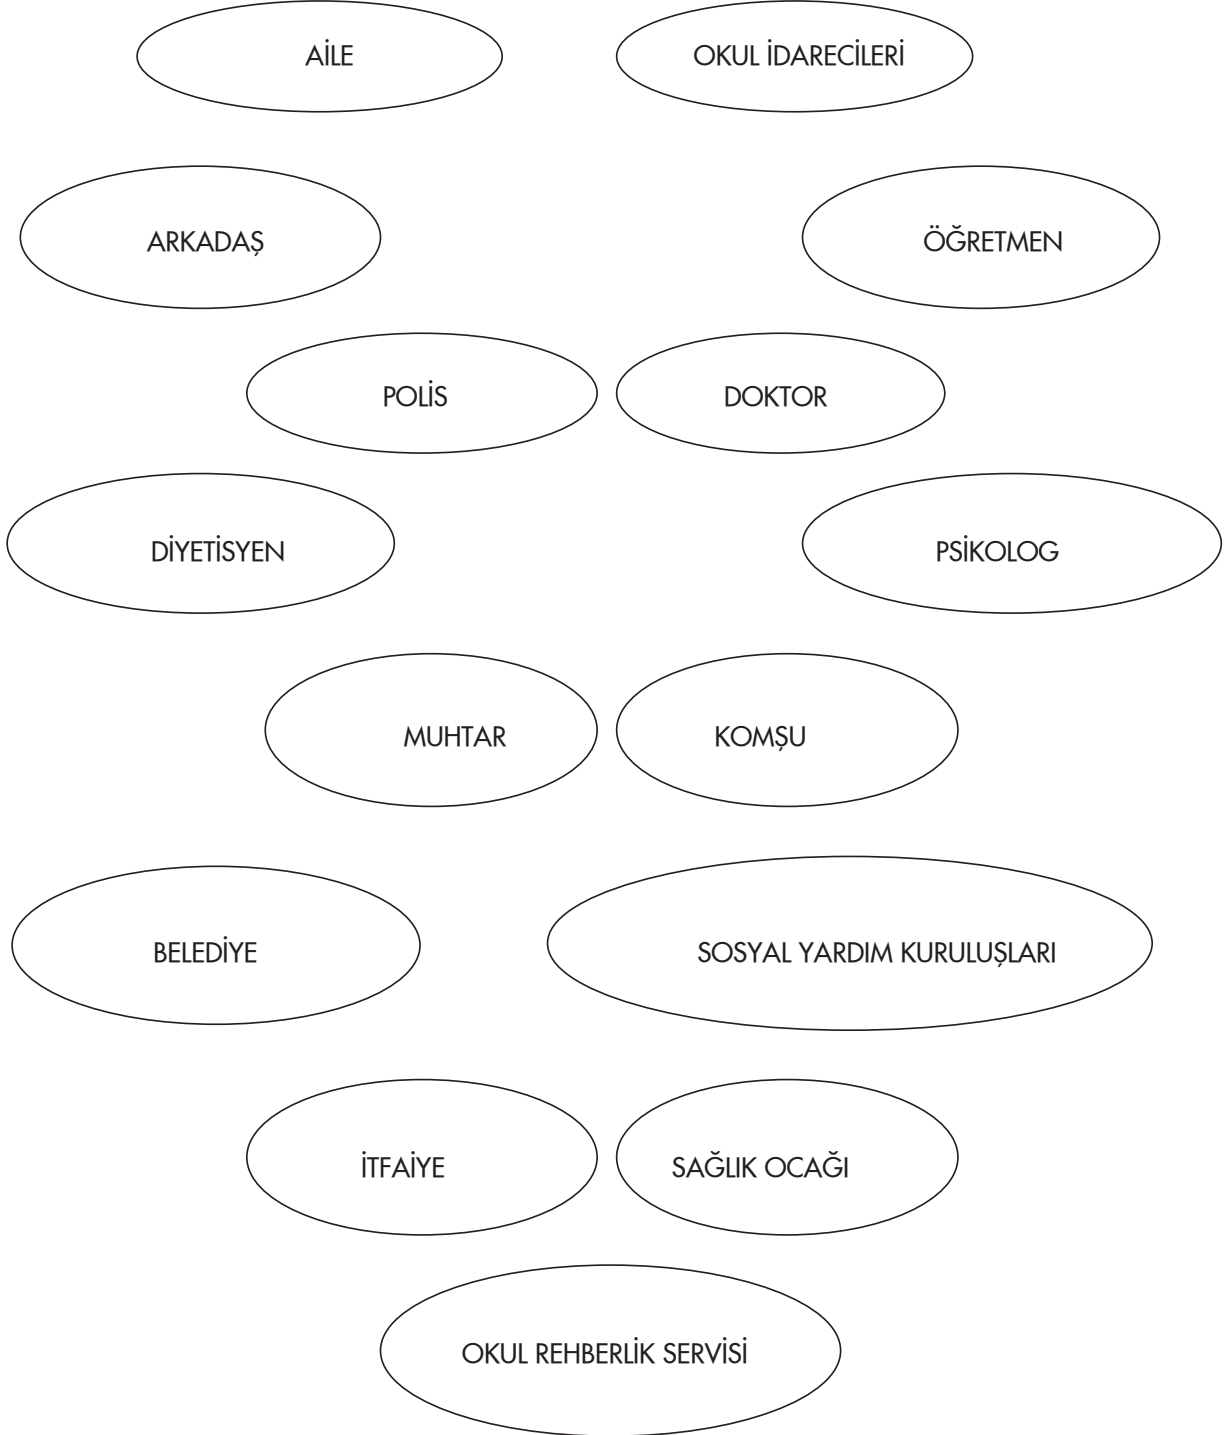 AİLE
OKUL İDARECİLERİ
ARKADAŞ
ÖĞRETMEN
POLİS
DOKTOR
DİYETİSYEN
PSİKOLOG
MUHTAR
KOMŞU
BELEDİYE
SOSYAL YARDIM KURULUŞLARI
İTFAİYE
SAĞLIK OCAĞI
OKUL REHBERLİK SERVİSİ